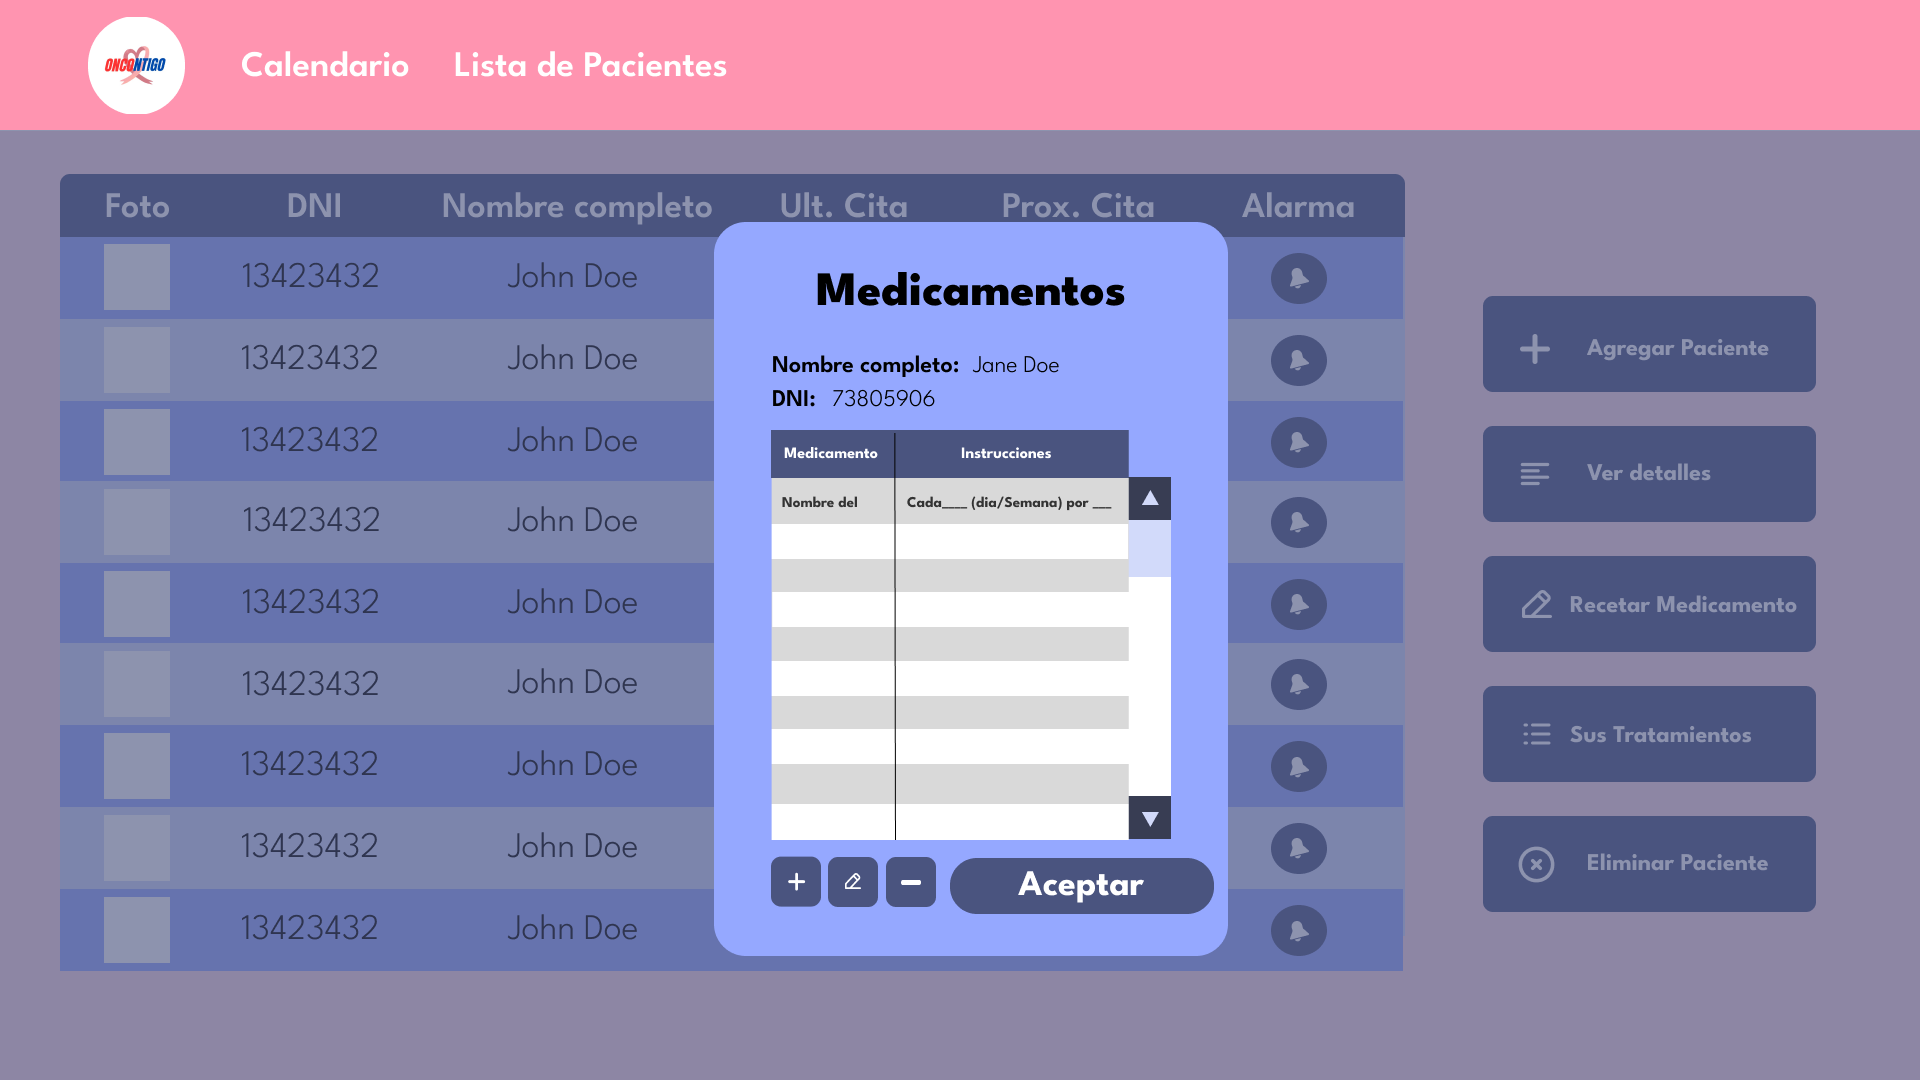 ONCONTIGO
Calendario Lista de Pacientes
Foto DNI Nombre completo Ult. Cita Prox. Cita Alarma
13423432 John Doe
13423432 John Doe
13423432 John Doe
13423432 John Doe
13423432 John Doe
13423432 John Doe
13423432 John Doe
13423432 John Doe
13423432 John Doe
Medicamentos
Nombre completo: Jane Doe
DNI: 73805906
Medicamento Instrucciones
Nombre del Cada____ (dia/Semana) por ___
Aceptar
Agregar Paciente
Ver detalles
Recetar Medicamento
Sus Tratamientos
Eliminar Paciente